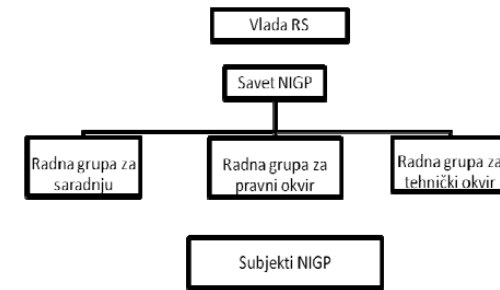 Vlada RS
Savet NIGP
Radna grupa za
saradnju
Radna grupa za
pravni okvir
Radna grupa za
tehnički okvir
Subjekti NIGP